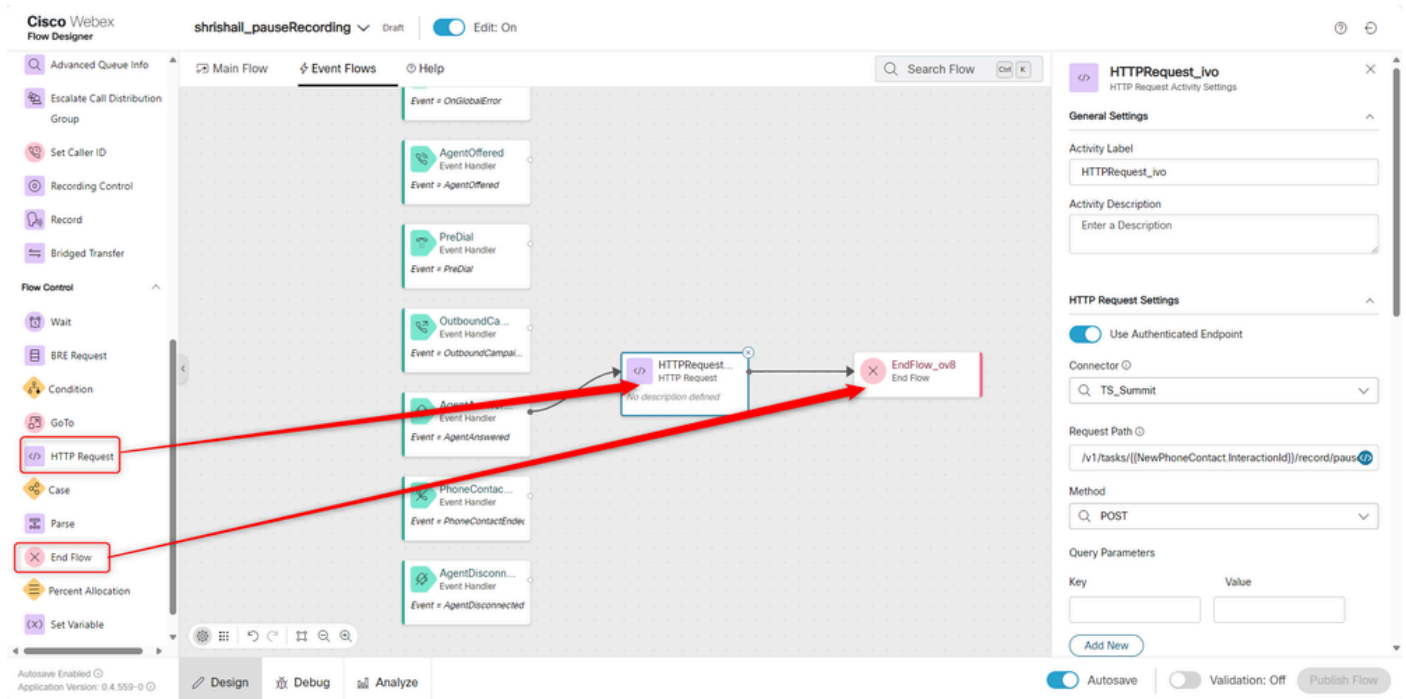 Cisco Webex
Flow Designer
shrishail_pauseRecording Draft Edit: On
Advanced Queue Info
Escalate Call Distribution
Group
Set Caller ID
Recording Control
Record
Bridged Transfer
Flow Control
Wait
BRE Request
Condition
GoTo
HTTP Request
Case
Parse
End Flow
Percent Allocation
Set Variable
Autosave Enabled
Application Version: 0.4.559-0
Main Flow Event Flows Help
Search Flow Ctrl K
Event = OnGlobalError
AgentOffered
Event Handler
Event = AgentOffered
PreDial
Event Handler
Event = PreDial
OutboundCa...
Event Handler
Event = OutboundCampai...
Event Handler
Event = AgentAnswered
PhoneContac...
Event Handler
Event = PhoneContactEnded
AgentDisconn...
Event Handler
Event = AgentDisconnected
HTTPRequest...
HTTP Request
No description defined
EndFlow_ov8
End Flow
Design Debug Analyze
HTTPRequest_ivo
HTTP Request Activity Settings
General Settings
Activity Label
HTTPRequest_ivo
Activity Description
Enter a Description
HTTP Request Settings
Use Authenticated Endpoint
Connector
TS_Summit
Request Path
/v1/tasks/{{NewPhoneContact.InteractionId}}/record/paus
Method
POST
Query Parameters
Key Value
Add New
Autosave Validation: Off Publish Flow